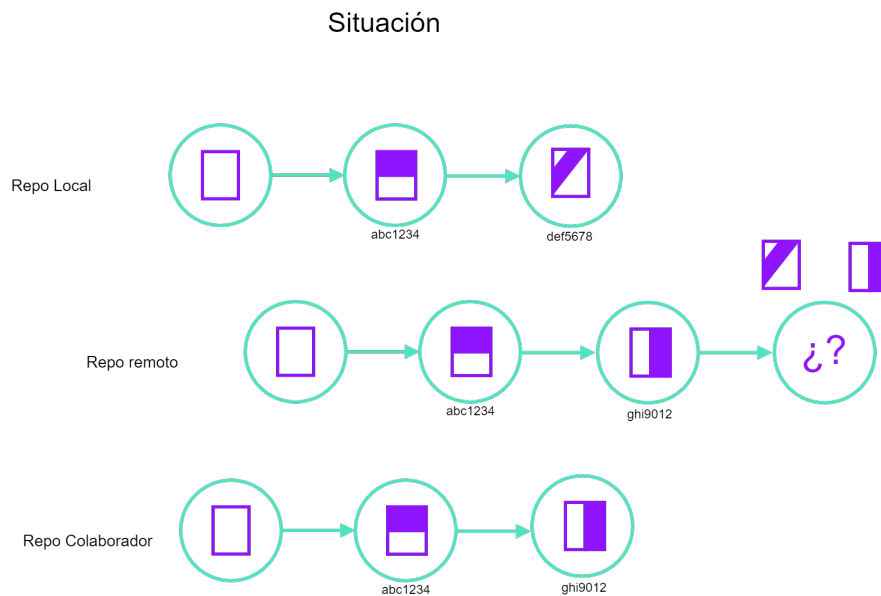 Situación
Repo Local
abc1234
def5678
Repo remoto
¿?
abc1234
ghi9012
Repo Colaborador
abc1234
ghi9012